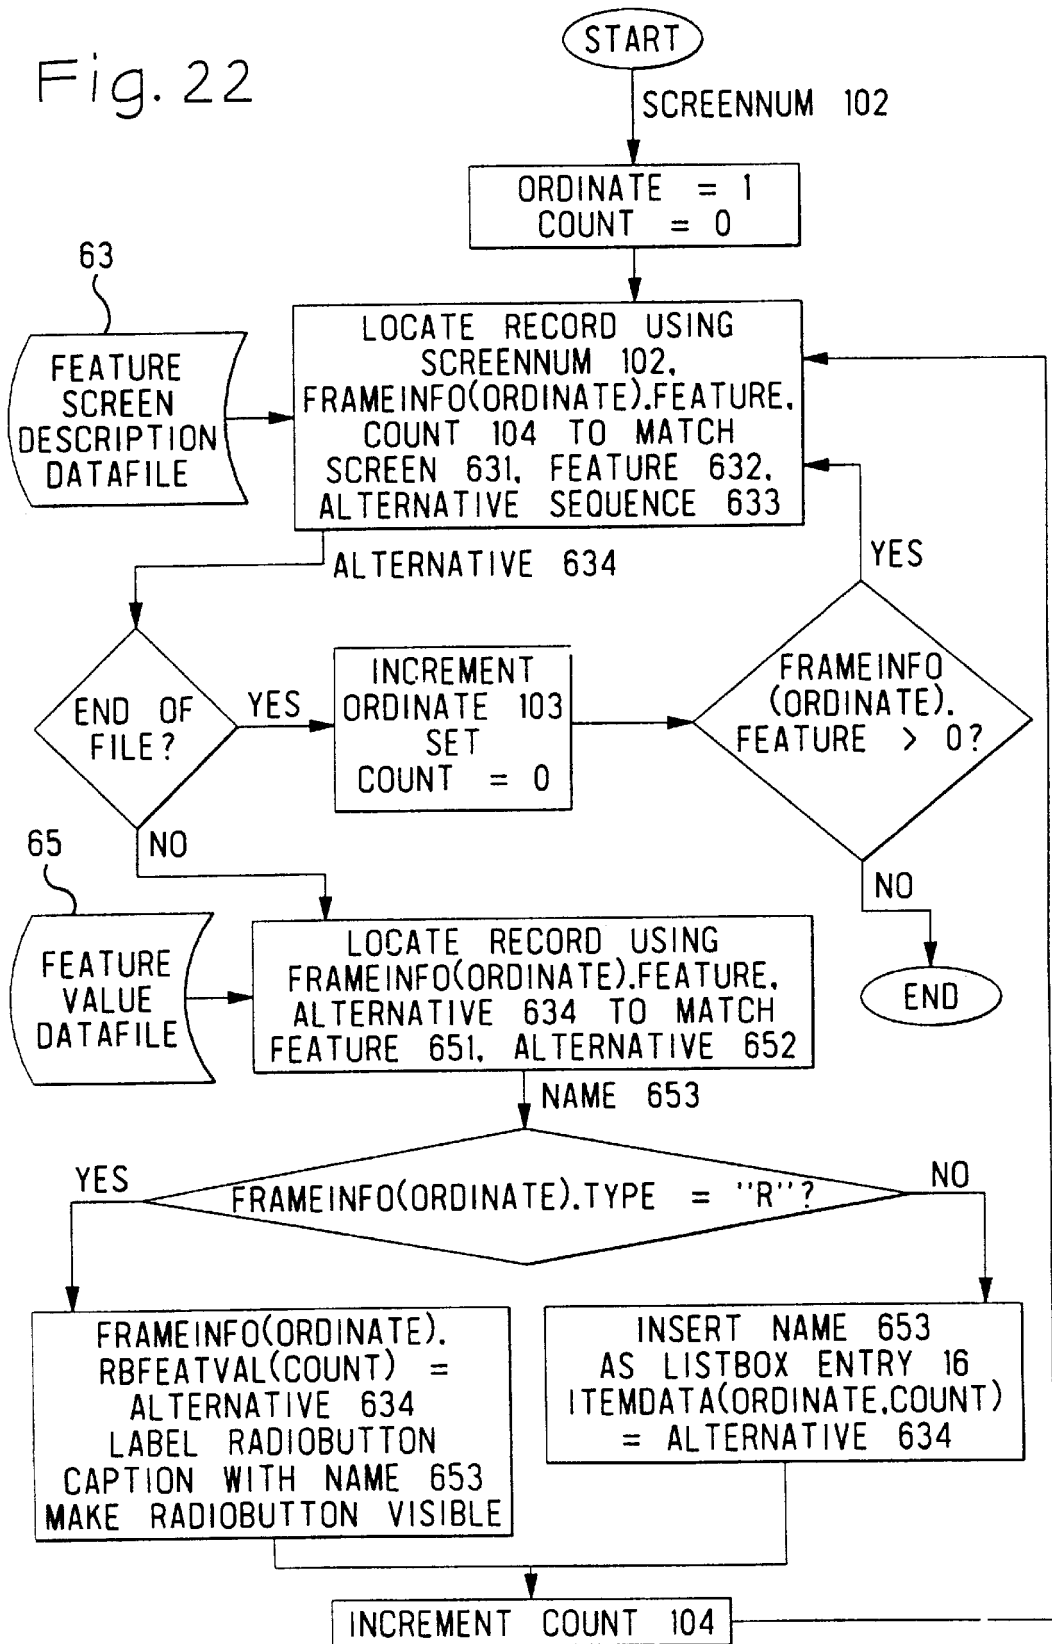 Fig. 22
START
SCREENNUM 102
ORDINATE = 1
COUNT = 0
63
FEATURE
SCREEN
DESCRIPTION
DATAFILE
LOCATE RECORD USING
SCREENNUM 102,
FRAMEINFO(ORDINATE).FEATURE,
COUNT 104 TO MATCH
SCREEN 631, FEATURE 632,
ALTERNATIVE SEQUENCE 633
ALTERNATIVE 634
YES
END OF
FILE?
YES
INCREMENT
ORDINATE 103
SET
COUNT = 0
FRAMEINFO
(ORDINATE).
FEATURE > 0?
NO
NO
END
65
FEATURE
VALUE
DATAFILE
LOCATE RECORD USING
FRAMEINFO(ORDINATE).FEATURE,
ALTERNATIVE 634 TO MATCH
FEATURE 651, ALTERNATIVE 652
NAME 653
YES
FRAMEINFO(ORDINATE).TYPE = "R"?
NO
FRAMEINFO(ORDINATE).
RBFEATVAL(COUNT) =
ALTERNATIVE 634
LABEL RADIOBUTTON
CAPTION WITH NAME 653
MAKE RADIOBUTTON VISIBLE
INSERT NAME 653
AS LISTBOX ENTRY 16
ITEMDATA(ORDINATE,COUNT)
= ALTERNATIVE 634
INCREMENT COUNT 104